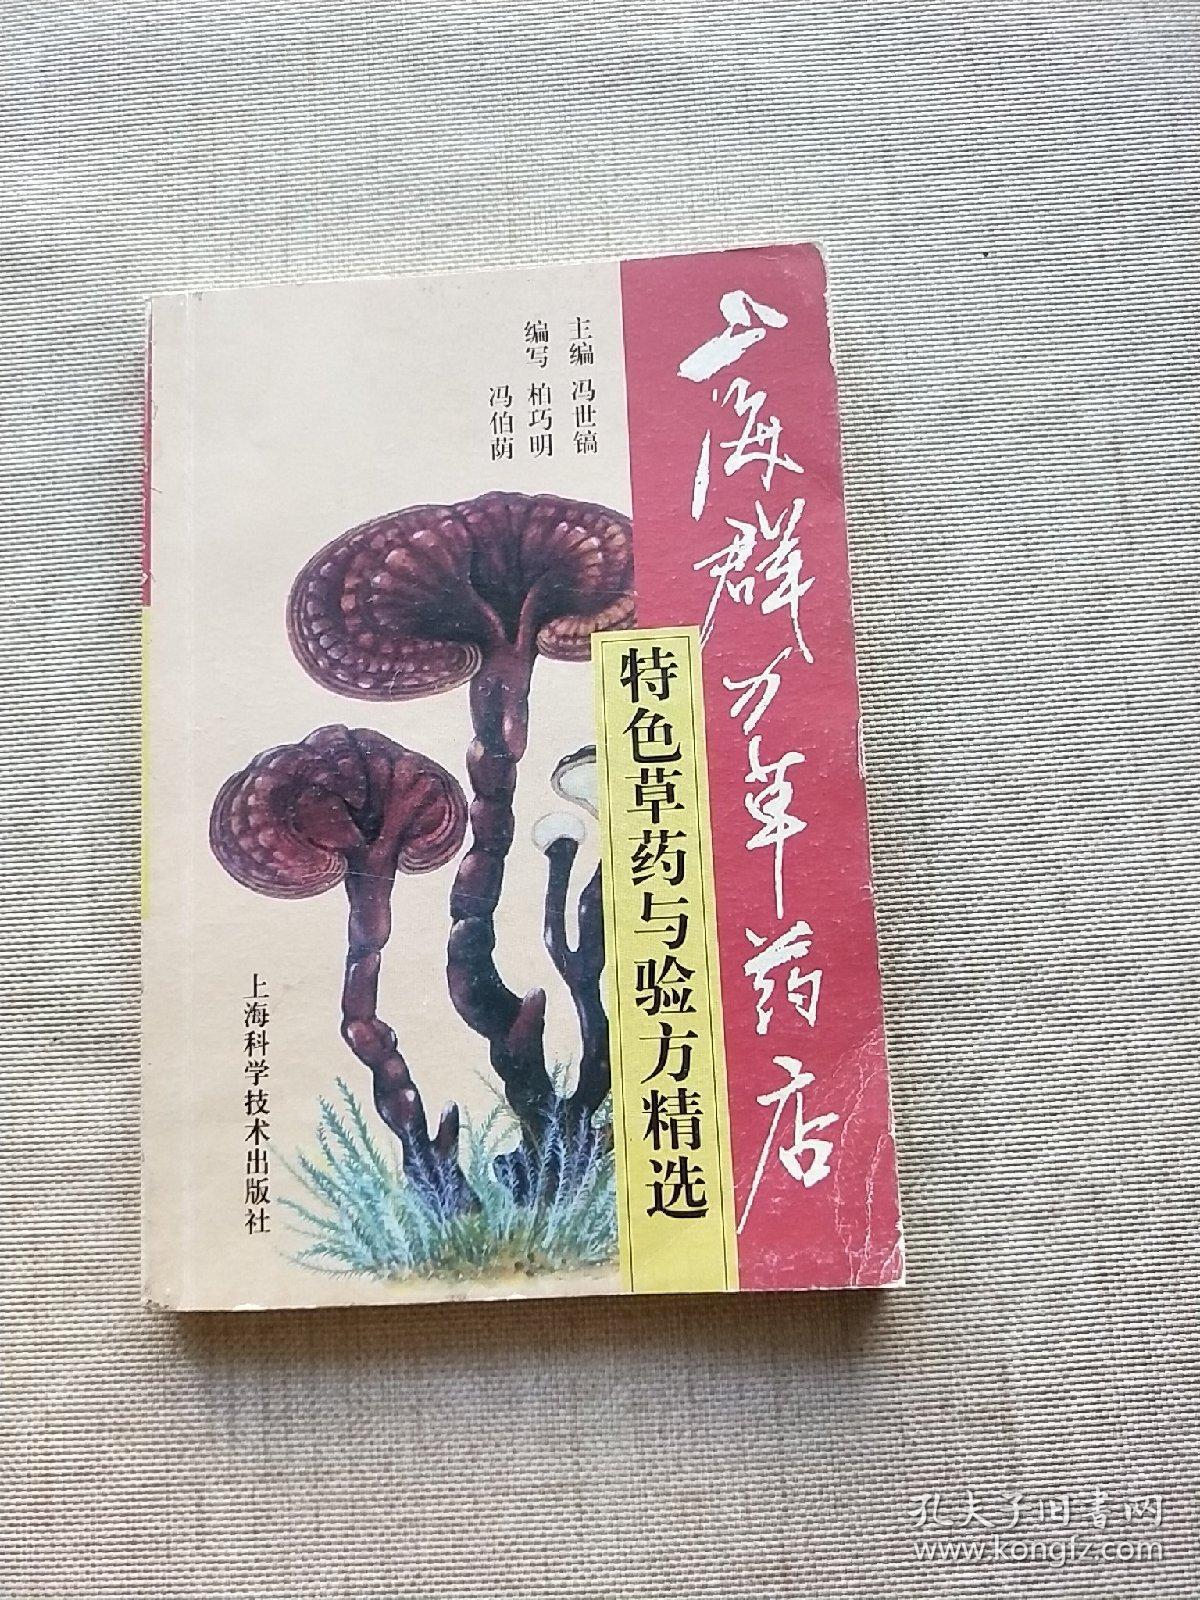 上海群力草药店
特色草药与验方精选
主编 冯世镐
编写 柏巧明
冯伯荫
上海科学技术出版社
孔夫子旧书网
www.kongfz.com